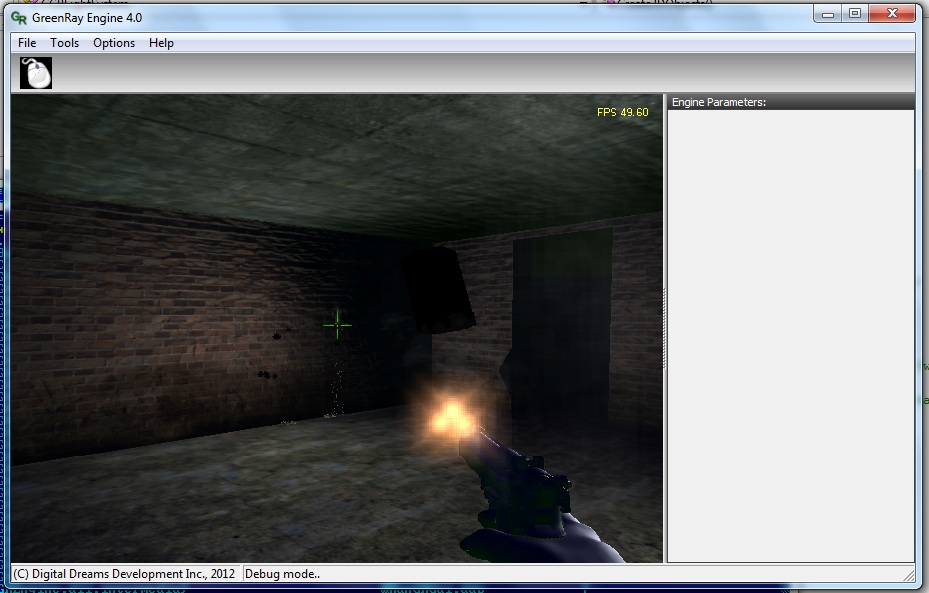 GR GreenRay Engine 4.0
File Tools Options Help
FPS 49.60
Engine Parameters:
(C) Digital Dreams Development Inc., 2012 Debug mode..